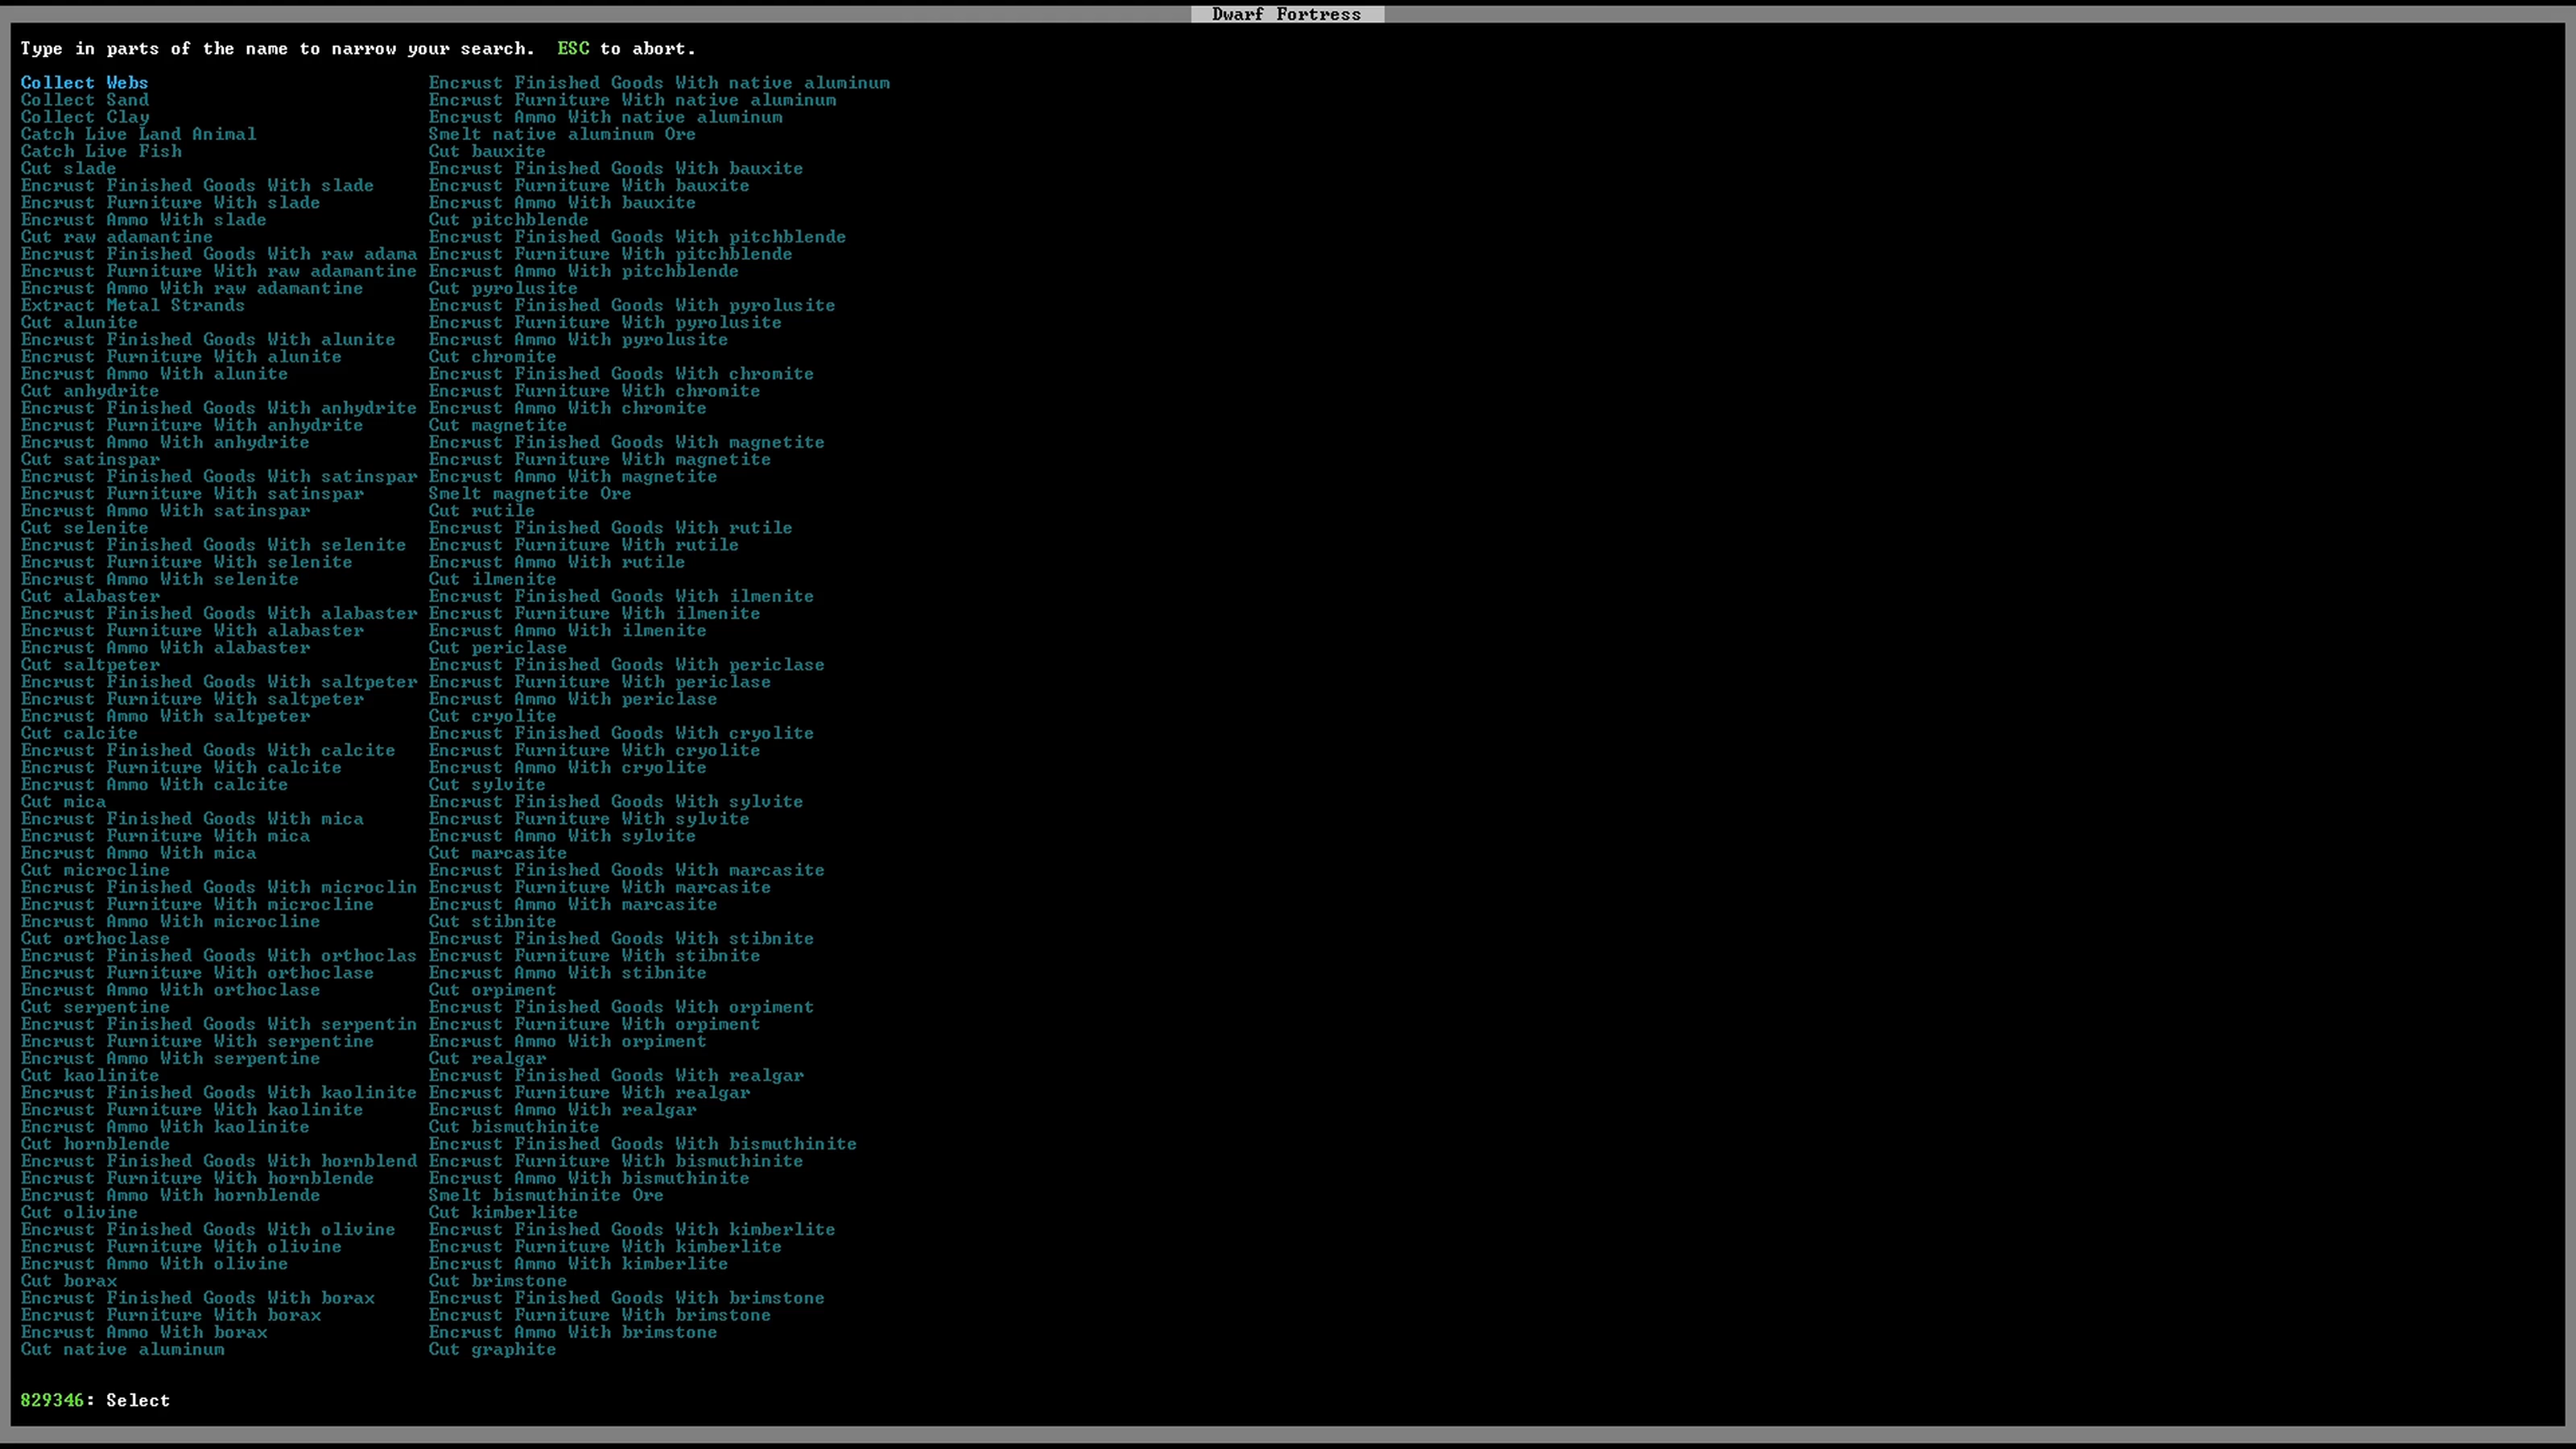 Dwarf Fortress
Type in parts of the name to narrow your search.  ESC to abort.
Collect Webs
Collect Sand
Collect Clay
Catch Live Land Animal
Catch Live Fish
Cut slade
Encrust Finished Goods With slade
Encrust Furniture With slade
Encrust Ammo With slade
Cut raw adamantine
Encrust Finished Goods With raw adama
Encrust Furniture With raw adamantine
Encrust Ammo With raw adamantine
Extract Metal Strands
Cut alunite
Encrust Finished Goods With alunite
Encrust Furniture With alunite
Encrust Ammo With alunite
Cut anhydrite
Encrust Finished Goods With anhydrite
Encrust Furniture With anhydrite
Encrust Ammo With anhydrite
Cut satinspar
Encrust Finished Goods With satinspar
Encrust Furniture With satinspar
Encrust Ammo With satinspar
Cut selenite
Encrust Finished Goods With selenite
Encrust Furniture With selenite
Encrust Ammo With selenite
Cut alabaster
Encrust Finished Goods With alabaster
Encrust Furniture With alabaster
Encrust Ammo With alabaster
Cut saltpeter
Encrust Finished Goods With saltpeter
Encrust Furniture With saltpeter
Encrust Ammo With saltpeter
Cut calcite
Encrust Finished Goods With calcite
Encrust Furniture With calcite
Encrust Ammo With calcite
Cut mica
Encrust Finished Goods With mica
Encrust Furniture With mica
Encrust Ammo With mica
Cut microcline
Encrust Finished Goods With microclin
Encrust Furniture With microcline
Encrust Ammo With microcline
Cut orthoclase
Encrust Finished Goods With orthoclas
Encrust Furniture With orthoclase
Encrust Ammo With orthoclase
Cut serpentine
Encrust Finished Goods With serpentin
Encrust Furniture With serpentine
Encrust Ammo With serpentine
Cut kaolinite
Encrust Finished Goods With kaolinite
Encrust Furniture With kaolinite
Encrust Ammo With kaolinite
Cut hornblende
Encrust Finished Goods With hornblend
Encrust Furniture With hornblende
Encrust Ammo With hornblende
Cut olivine
Encrust Finished Goods With olivine
Encrust Furniture With olivine
Encrust Ammo With olivine
Cut borax
Encrust Finished Goods With borax
Encrust Furniture With borax
Encrust Ammo With borax
Cut native aluminum
Encrust Finished Goods With native aluminum
Encrust Furniture With native aluminum
Encrust Ammo With native aluminum
Smelt native aluminum Ore
Cut bauxite
Encrust Finished Goods With bauxite
Encrust Furniture With bauxite
Encrust Ammo With bauxite
Cut pitchblende
Encrust Finished Goods With pitchblende
Encrust Furniture With pitchblende
Encrust Ammo With pitchblende
Cut pyrolusite
Encrust Finished Goods With pyrolusite
Encrust Furniture With pyrolusite
Encrust Ammo With pyrolusite
Cut chromite
Encrust Finished Goods With chromite
Encrust Furniture With chromite
Encrust Ammo With chromite
Cut magnetite
Encrust Finished Goods With magnetite
Encrust Furniture With magnetite
Encrust Ammo With magnetite
Smelt magnetite Ore
Cut rutile
Encrust Finished Goods With rutile
Encrust Furniture With rutile
Encrust Ammo With rutile
Cut ilmenite
Encrust Finished Goods With ilmenite
Encrust Furniture With ilmenite
Encrust Ammo With ilmenite
Cut periclase
Encrust Finished Goods With periclase
Encrust Furniture With periclase
Encrust Ammo With periclase
Cut cryolite
Encrust Finished Goods With cryolite
Encrust Furniture With cryolite
Encrust Ammo With cryolite
Cut sylvite
Encrust Finished Goods With sylvite
Encrust Furniture With sylvite
Encrust Ammo With sylvite
Cut marcasite
Encrust Finished Goods With marcasite
Encrust Furniture With marcasite
Encrust Ammo With marcasite
Cut stibnite
Encrust Finished Goods With stibnite
Encrust Furniture With stibnite
Encrust Ammo With stibnite
Cut orpiment
Encrust Finished Goods With orpiment
Encrust Furniture With orpiment
Encrust Ammo With orpiment
Cut realgar
Encrust Finished Goods With realgar
Encrust Furniture With realgar
Encrust Ammo With realgar
Cut bismuthinite
Encrust Finished Goods With bismuthinite
Encrust Furniture With bismuthinite
Encrust Ammo With bismuthinite
Smelt bismuthinite Ore
Cut kimberlite
Encrust Finished Goods With kimberlite
Encrust Furniture With kimberlite
Encrust Ammo With kimberlite
Cut brimstone
Encrust Finished Goods With brimstone
Encrust Furniture With brimstone
Encrust Ammo With brimstone
Cut graphite
829346: Select